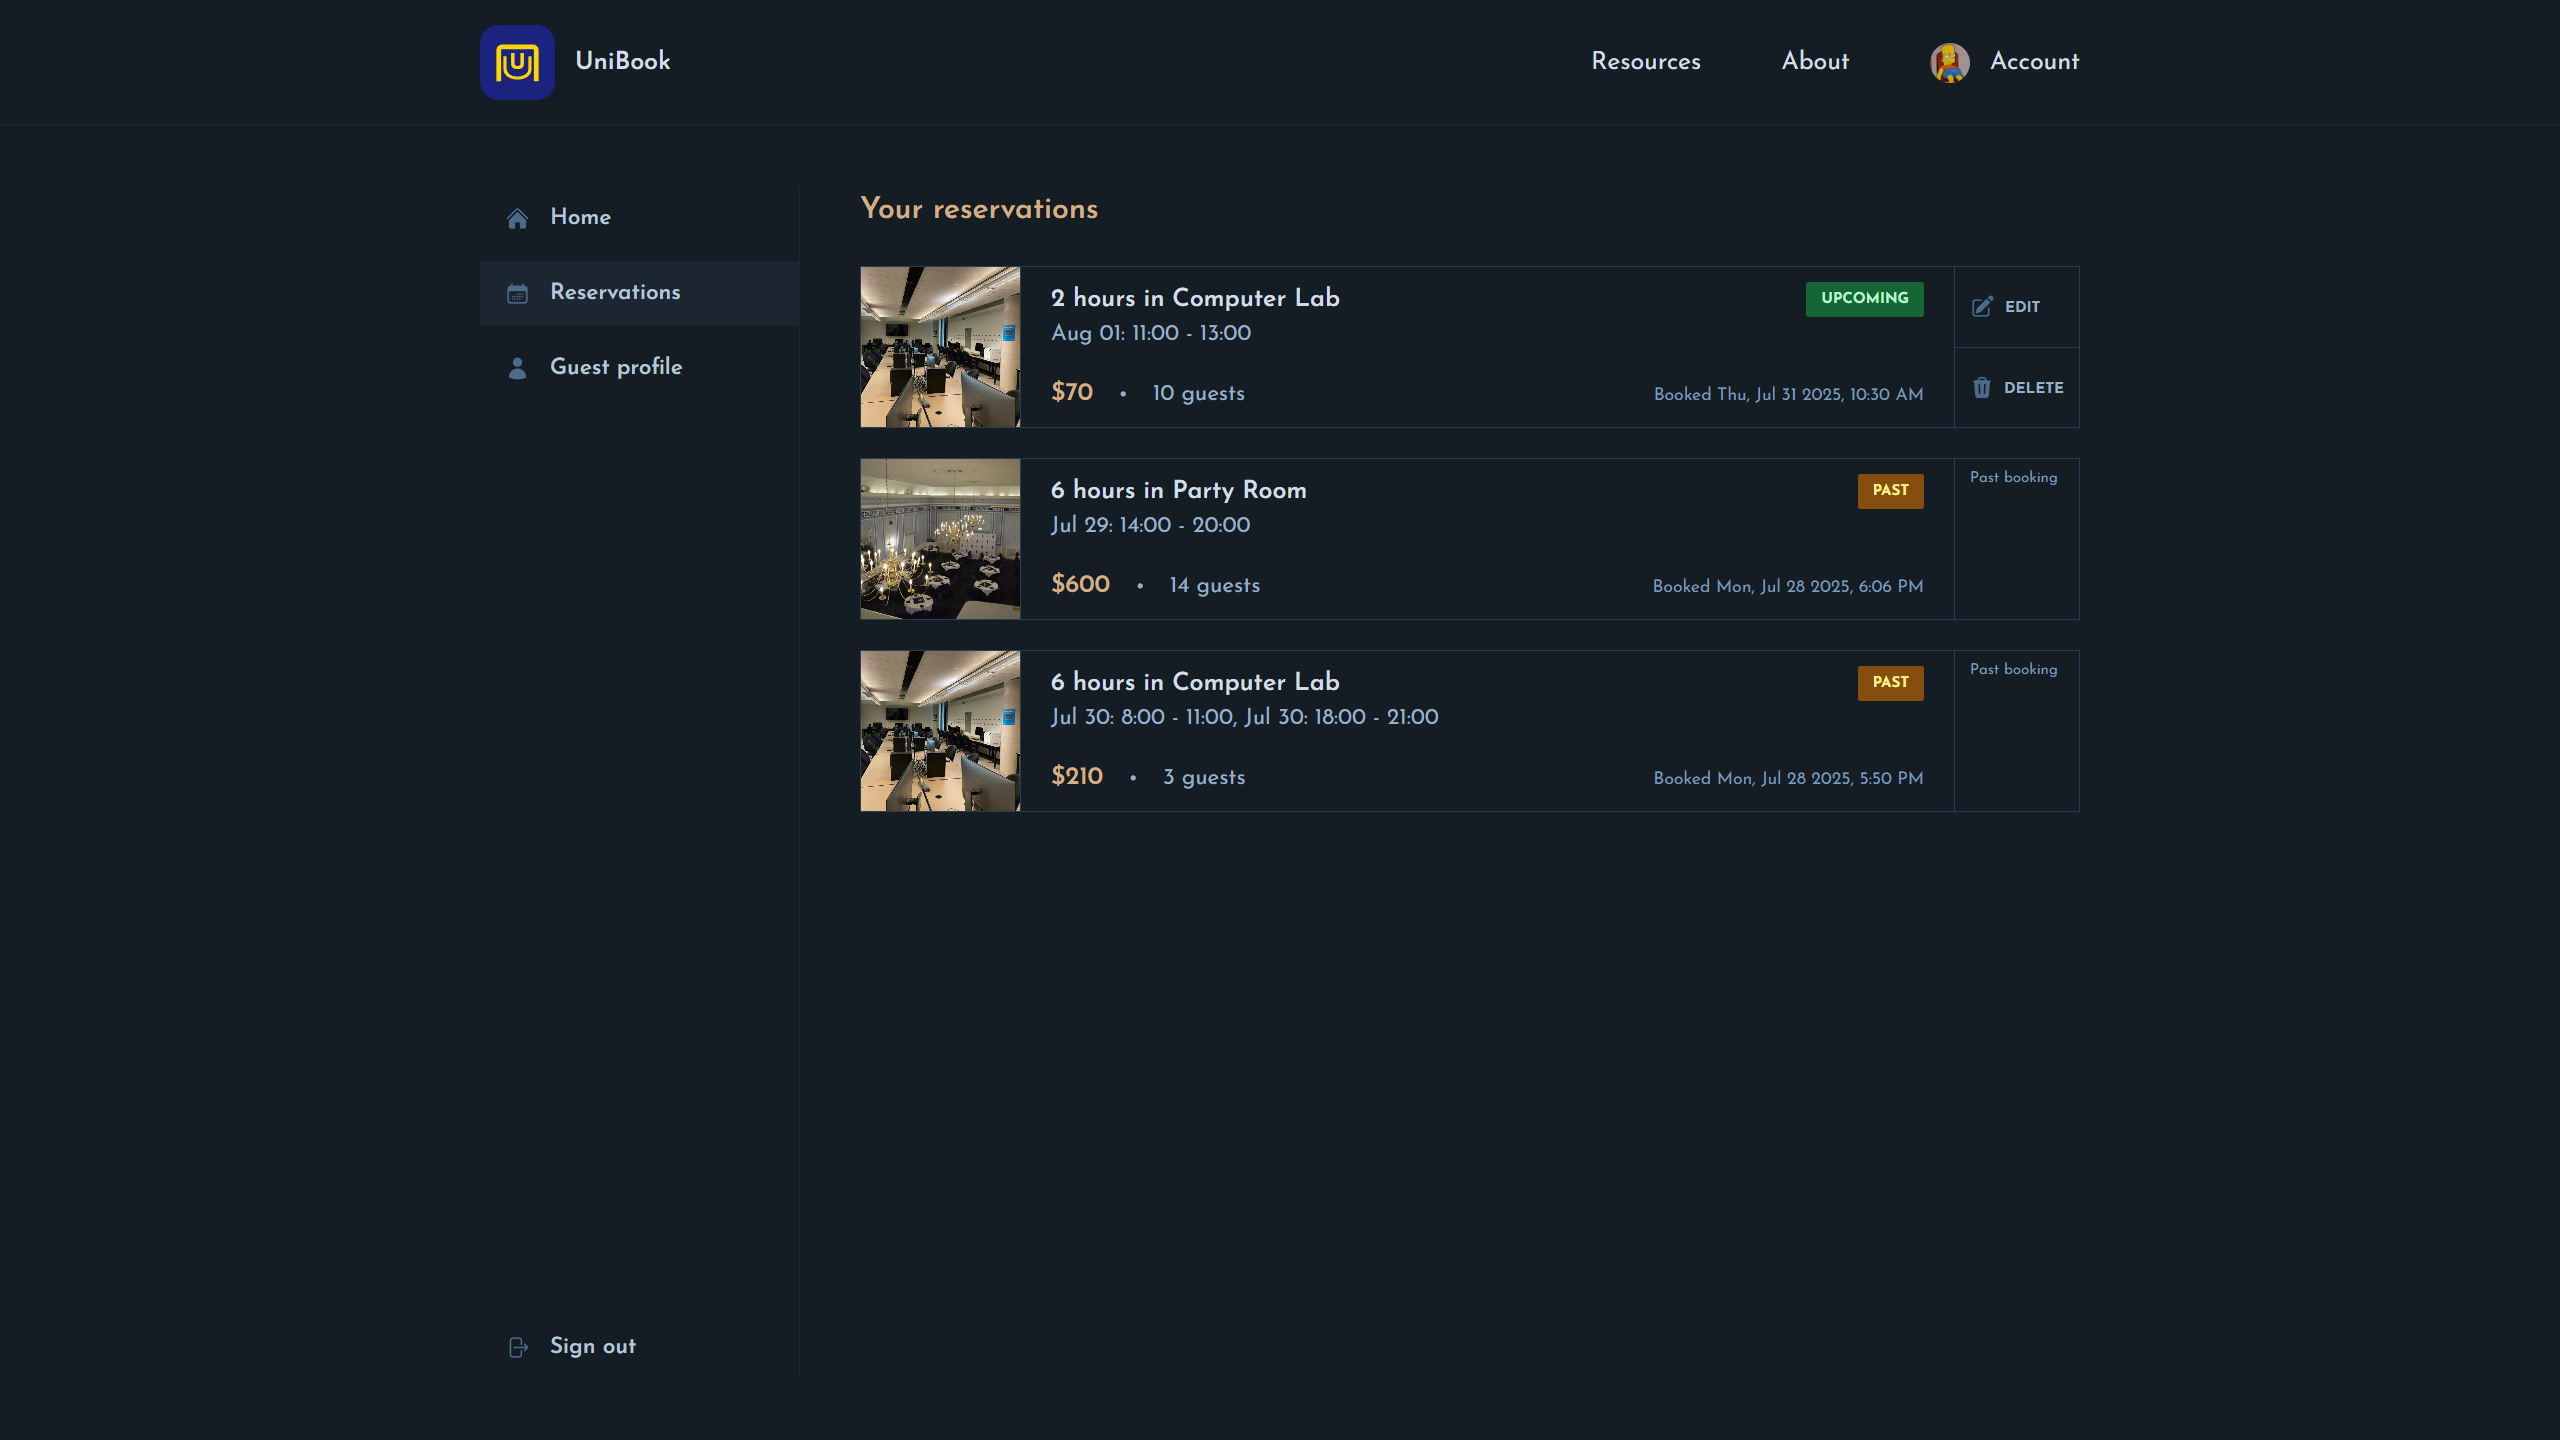 UniBook
Resources
About
Account
Home
Reservations
Guest profile
Sign out
Your reservations
2 hours in Computer Lab
UPCOMING
Aug 01: 11:00 - 13:00
$70 • 10 guests
Booked Thu, Jul 31 2025, 10:30 AM
EDIT
DELETE
6 hours in Party Room
PAST
Jul 29: 14:00 - 20:00
$600 • 14 guests
Booked Mon, Jul 28 2025, 6:06 PM
Past booking
6 hours in Computer Lab
PAST
Jul 30: 8:00 - 11:00, Jul 30: 18:00 - 21:00
$210 • 3 guests
Booked Mon, Jul 28 2025, 5:50 PM
Past booking